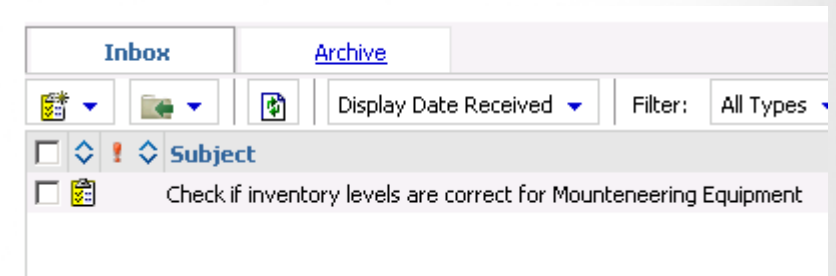 Inbox Archive
Display Date Received Filter: All Types
Subject
Check if inventory levels are correct for Mounteneering Equipment